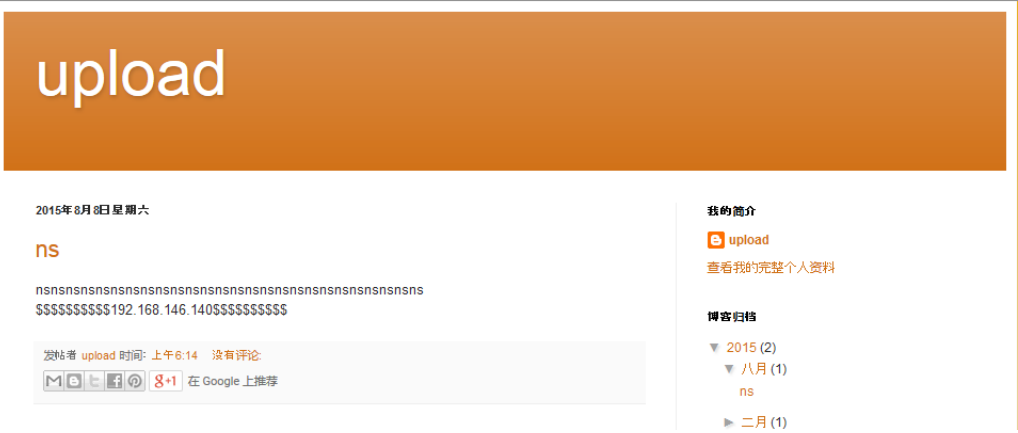 upload
2015年8月8日星期六
ns
nsnsnsnsnsnsnsnsnsnsnsnsnsnsnsnsnsnsnsnsnsnsnsnsnsns
$$$$$$$$$$192.168.146.140$$$$$$$$$$
发帖者 upload 时间: 上午6:14 没有评论:
g+1 在 Google 上推荐
我的简介
upload
查看我的完整个人资料
博客归档
▼ 2015 (2)
▼ 八月 (1)
ns
► 二月 (1)